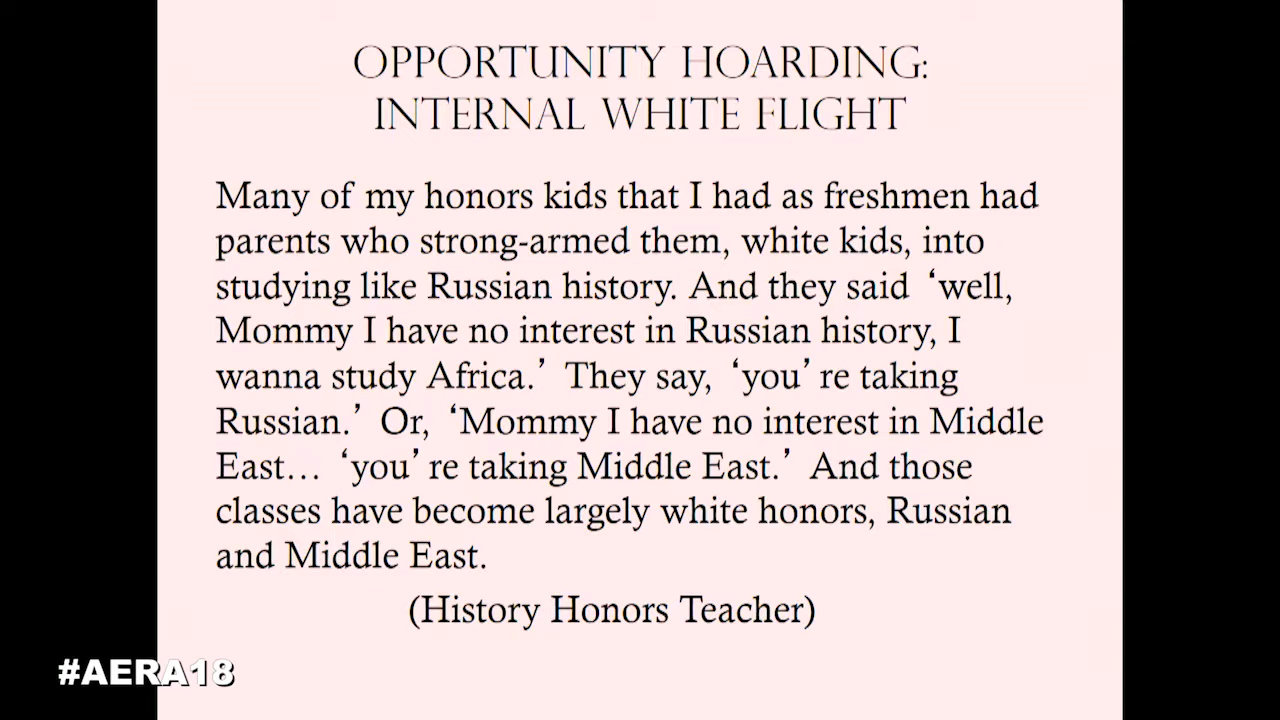 OPPORTUNITY HOARDING:
INTERNAL WHITE FLIGHT
Many of my honors kids that I had as freshmen had
parents who strong-armed them, white kids, into
studying like Russian history. And they said ‘well,
Mommy I have no interest in Russian history, I
wanna study Africa.’ They say, ‘you’ re taking
Russian.’ Or, ‘Mommy I have no interest in Middle
East… ‘you’ re taking Middle East.’ And those
classes have become largely white honors, Russian
and Middle East.
(History Honors Teacher)
#AERA18